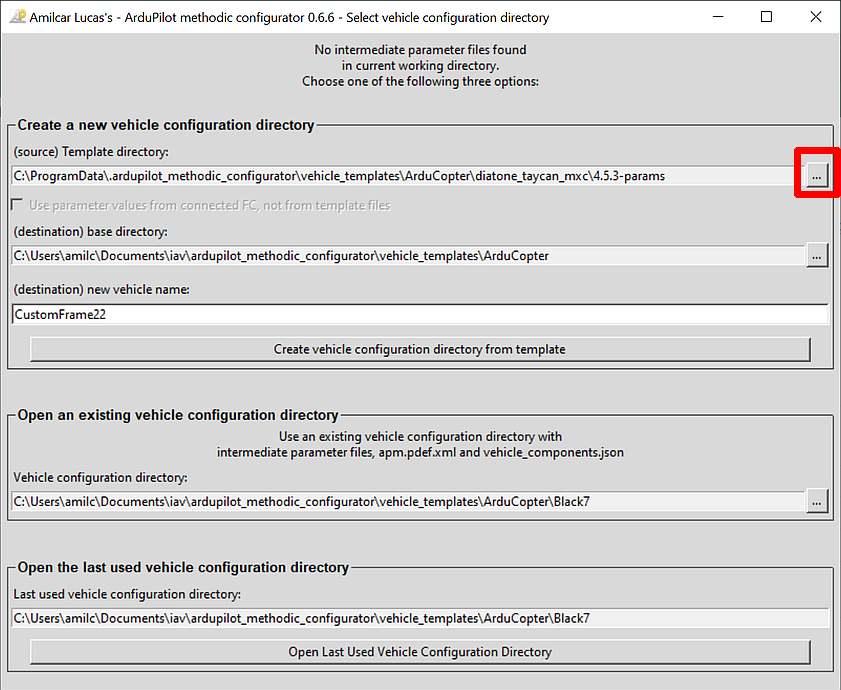 Amilcar Lucas's - ArduPilot methodic configurator 0.6.6 - Select vehicle configuration directory
No intermediate parameter files found
in current working directory.
Choose one of the following three options:
Create a new vehicle configuration directory
(source) Template directory:
C:\ProgramData\.ardupilot_methodic_configurator\vehicle_templates\ArduCopter\diatone_taycan_mxc\4.5.3-params
...
Use parameter values from connected FC, not from template files
(destination) base directory:
C:\Users\amilc\Documents\iav\ardupilot_methodic_configurator\vehicle_templates\ArduCopter
...
(destination) new vehicle name:
CustomFrame22
Create vehicle configuration directory from template
Open an existing vehicle configuration directory
Use an existing vehicle configuration directory with
intermediate parameter files, apm.pdef.xml and vehicle_components.json
Vehicle configuration directory:
C:\Users\amilc\Documents\iav\ardupilot_methodic_configurator\vehicle_templates\ArduCopter\Black7
...
Open the last used vehicle configuration directory
Last used vehicle configuration directory:
C:\Users\amilc\Documents\iav\ardupilot_methodic_configurator\vehicle_templates\ArduCopter\Black7
Open Last Used Vehicle Configuration Directory